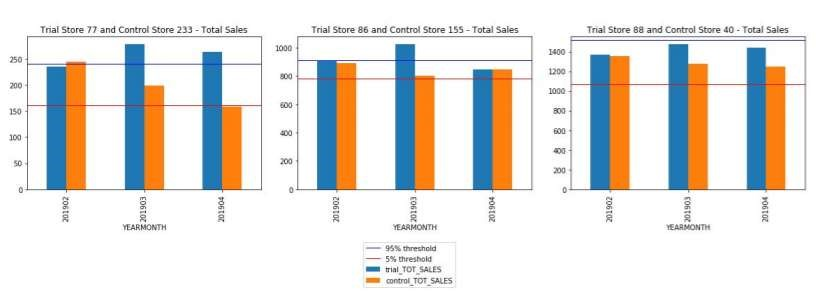 Trial Store 77 and Control Store 233 - Total Sales
250
200
150
100
50
0
201902
201903
201904
YEARMONTH
Trial Store 86 and Control Store 155 - Total Sales
1000
800
600
400
200
0
201902
201903
201904
YEARMONTH
Trial Store 88 and Control Store 40 - Total Sales
1400
1200
1000
800
600
400
200
0
201902
201903
201904
YEARMONTH
95% threshold
5% threshold
trial_TOT_SALES
control_TOT_SALES